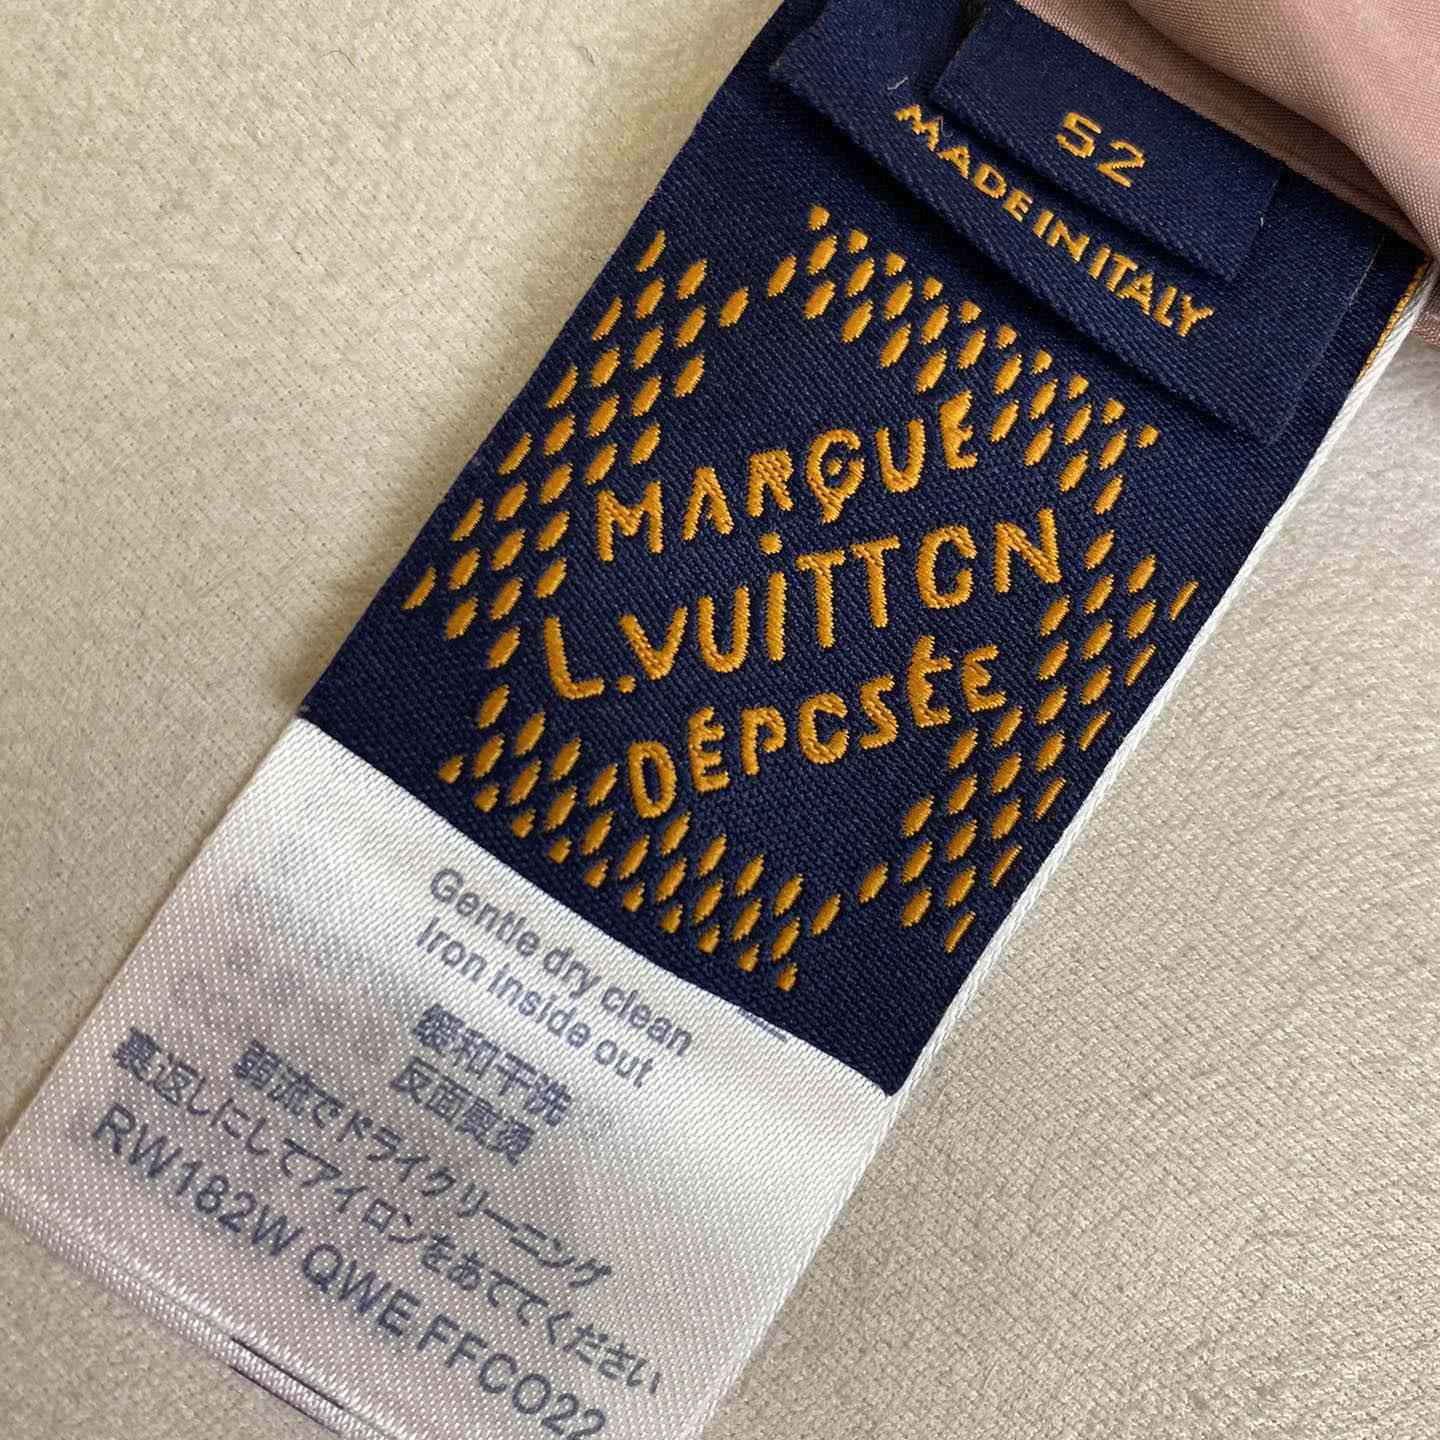 52
MADE IN ITALY
MARQUE
L.VUITTON
DÉPOSÉE
Gentle dry clean
Iron inside out
缓和干洗
反面熨烫
弱流でドライクリーニング
裏返しにしてアイロンをあててください
RW182W QWE FFCO22